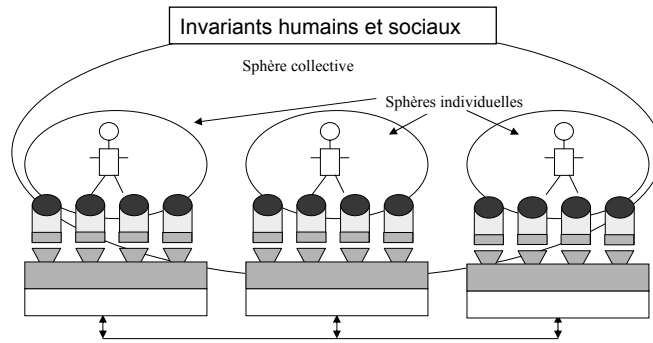 Invariants humains et sociaux
Sphère collective
Sphères individuelles